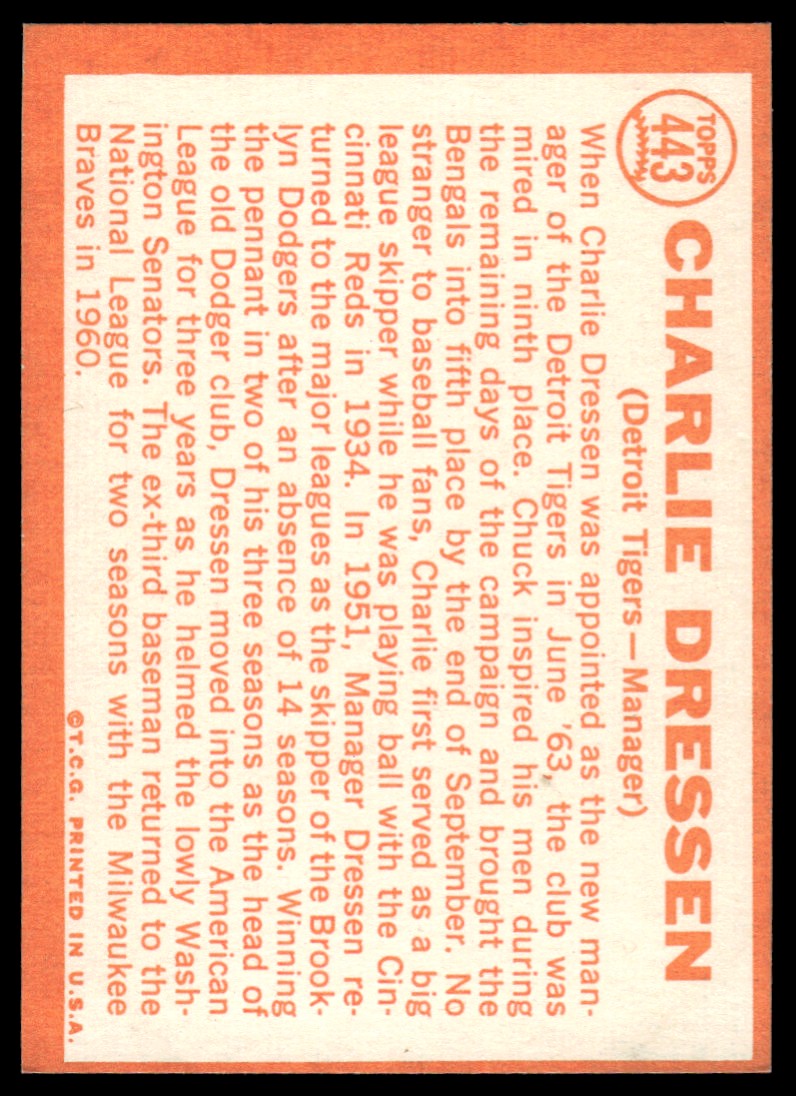 TOPPS
443
CHARLIE DRESSEN
(Detroit Tigers—Manager)
When Charlie Dressen was appointed as the new man-
ager of the Detroit Tigers in June '63, the club was
mired in ninth place. Chuck inspired his men during
the remaining days of the campaign and brought the
Bengals into fifth place by the end of September. No
stranger to baseball fans, Charlie first served as a big
league skipper while he was playing ball with the Cin-
cinnati Reds in 1934. In 1951, Manager Dressen re-
turned to the major leagues as the skipper of the Brook-
lyn Dodgers after an absence of 14 seasons. Winning
the pennant in two of his three seasons as the head of
the old Dodger club, Dressen moved into the American
League for three years as he helmed the lowly Wash-
ington Senators. The ex-third baseman returned to the
National League for two seasons with the Milwaukee
Braves in 1960.
©T.C.G. PRINTED IN U.S.A.